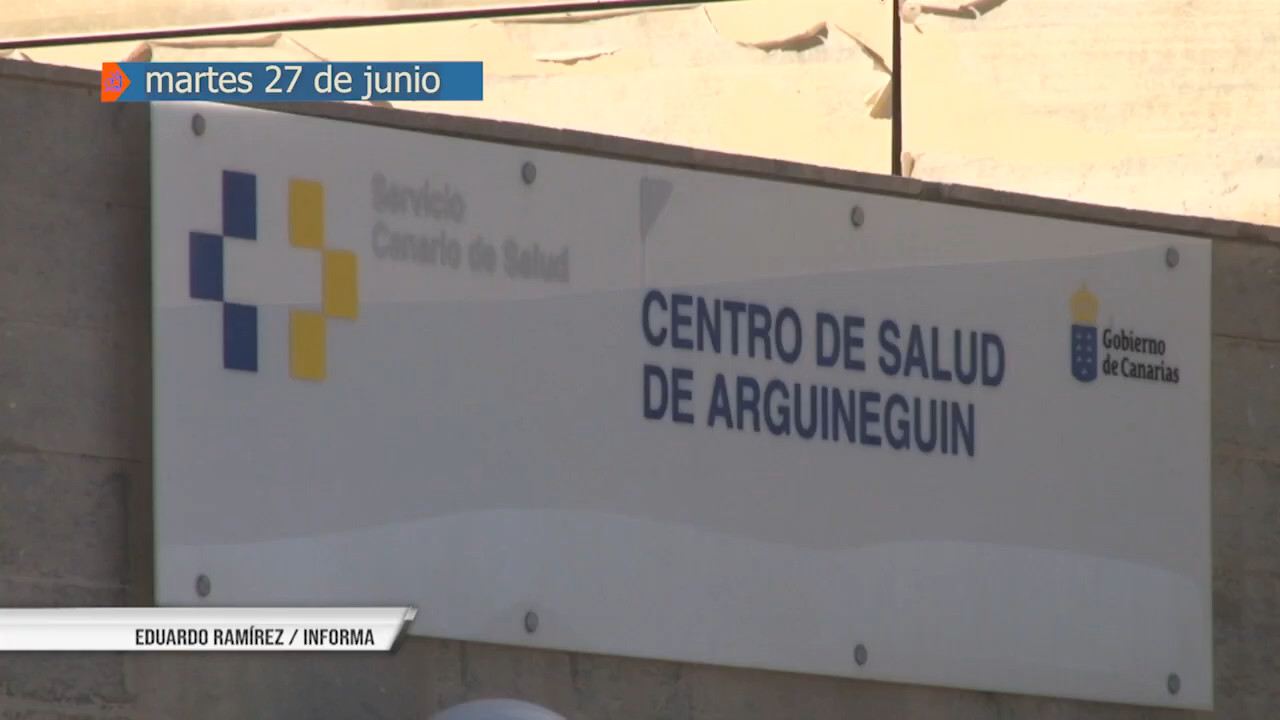 martes 27 de junio
Servicio
Canario de Salud
CENTRO DE SALUD
DE ARGUINEGUIN
Gobierno
de Canarias
EDUARDO RAMÍREZ / INFORMA